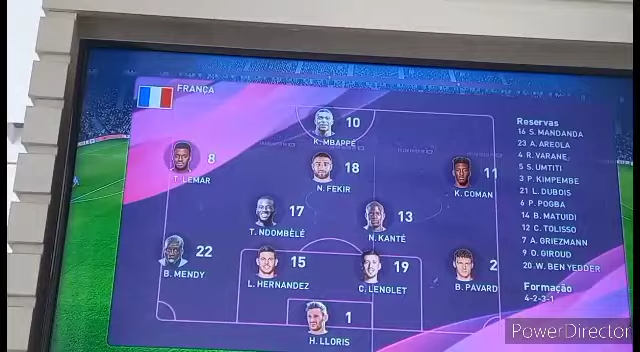 FRANÇA
10
K. MBAPPÉ
8
T. LEMAR
18
N. FEKIR
11
K. COMAN
17
T. NDOMBÈLÉ
13
N. KANTÉ
22
B. MENDY
15
L. HERNANDEZ
19
C. LENGLET
2
B. PAVARD
1
H. LLORIS
Reservas
16 S. MANDANDA
23 A. AREOLA
4 R. VARANE
5 S. UMTITI
3 P. KIMPEMBE
21 L. DUBOIS
6 P. POGBA
14 B. MATUIDI
12 C. TOLISSO
7 A. GRIEZMANN
9 O. GIROUD
20 W. BEN YEDDER
Formação
4-2-3-1
PowerDirector